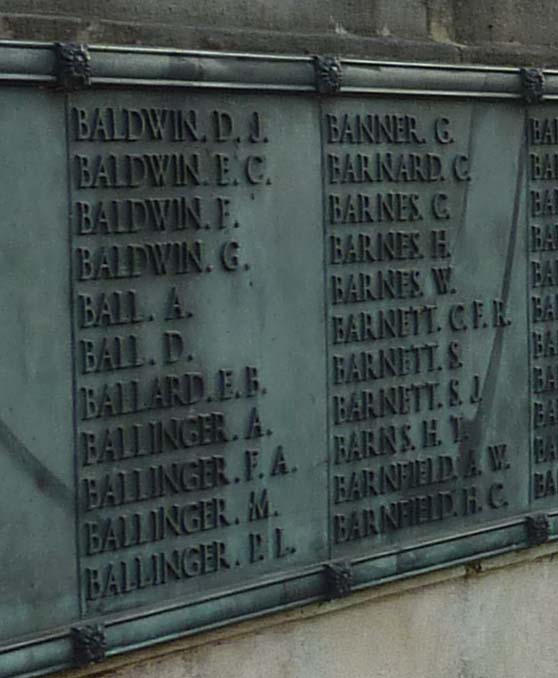 BALDWIN. D. J.
BALDWIN. E. C.
BALDWIN. F.
BALDWIN. G.
BALL. A.
BALL. D.
BALLARD. E. B.
BALLINGER. A.
BALLINGER. F. A.
BALLINGER. M.
BALLINGER. P. L.
BANNER. G.
BARNARD. G.
BARNES. C.
BARNES. H.
BARNES. W.
BARNETT. C. F. R.
BARNETT. S.
BARNETT. S. J.
BARNS. H. T.
BARNFIELD. A. W.
BARNFIELD. H. C.